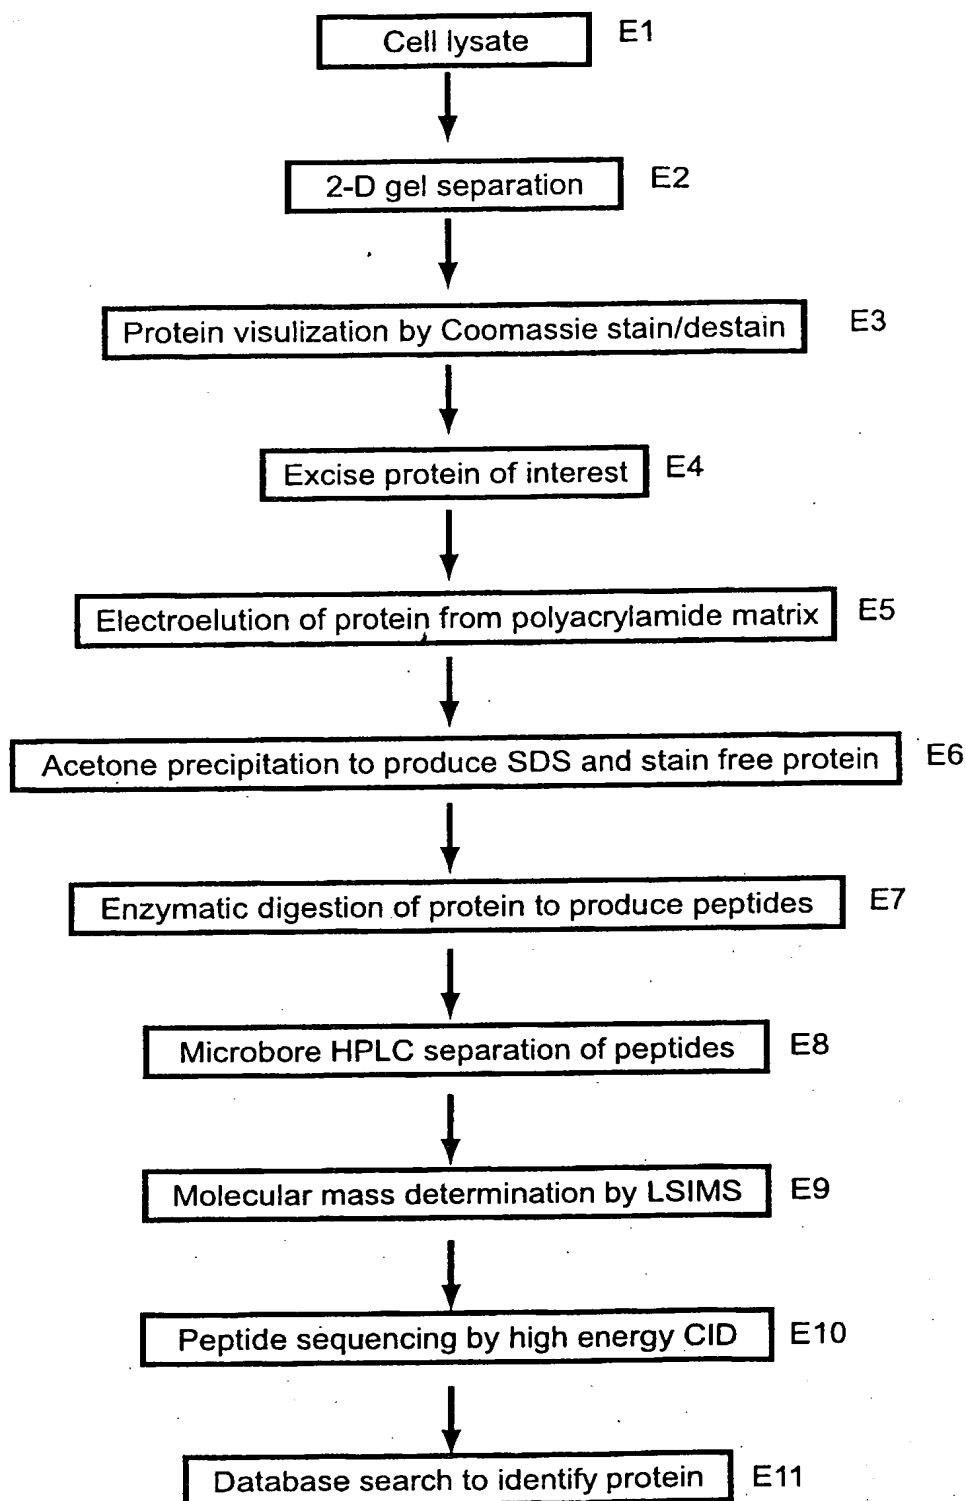 Cell lysate E1
2-D gel separation E2
Protein visulization by Coomassie stain/destain E3
Excise protein of interest E4
Electroelution of protein from polyacrylamide matrix E5
Acetone precipitation to produce SDS and stain free protein E6
Enzymatic digestion of protein to produce peptides E7
Microbore HPLC separation of peptides E8
Molecular mass determination by LSIMS E9
Peptide sequencing by high energy CID E10
Database search to identify protein E11